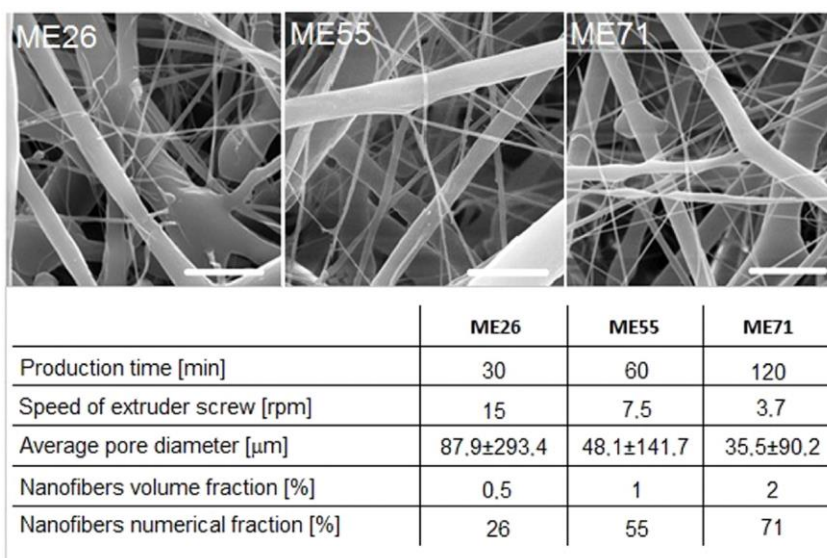 ME26 ME55 ME71
ME26 ME55 ME71
Production time [min] 30 60 120
Speed of extruder screw [rpm] 15 7.5 3.7
Average pore diameter [μm] 87.9±293.4 48.1±141.7 35.5±90.2
Nanofibers volume fraction [%] 0.5 1 2
Nanofibers numerical fraction [%] 26 55 71